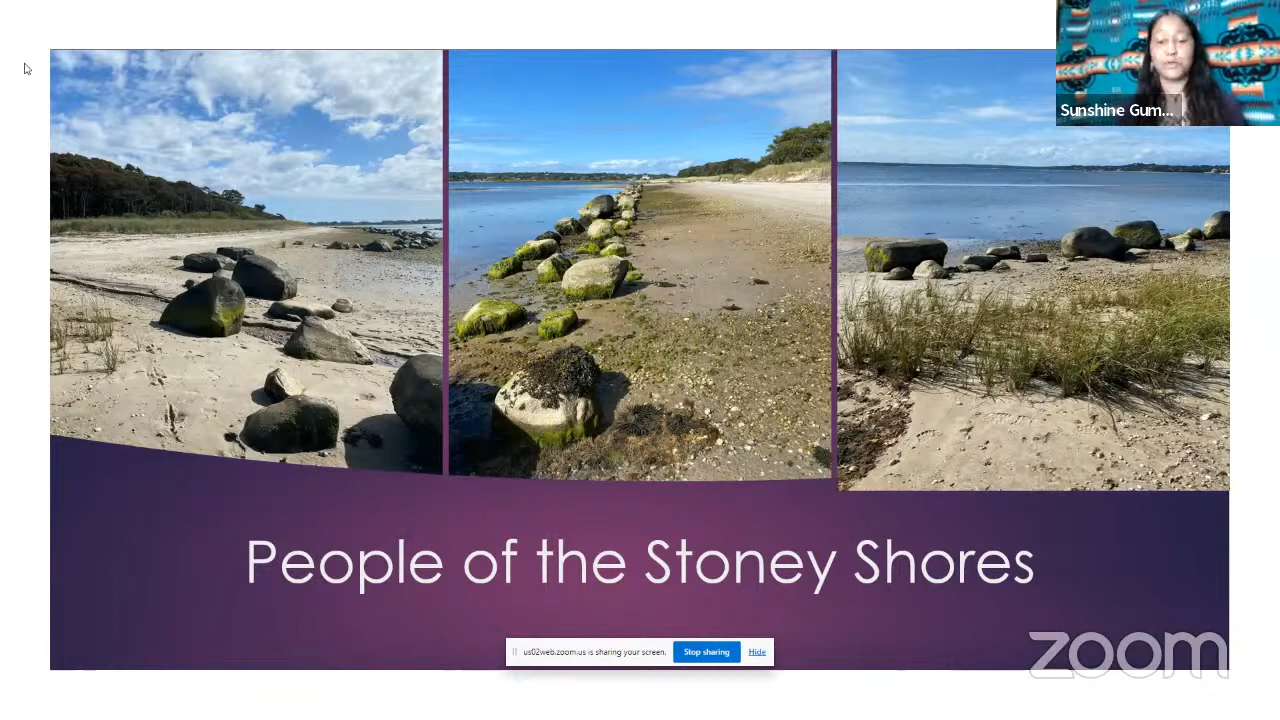 Sunshine Gum...
People of the Stoney Shores
us02web.zoom.us is sharing your screen.
Stop sharing
Hide
zoom